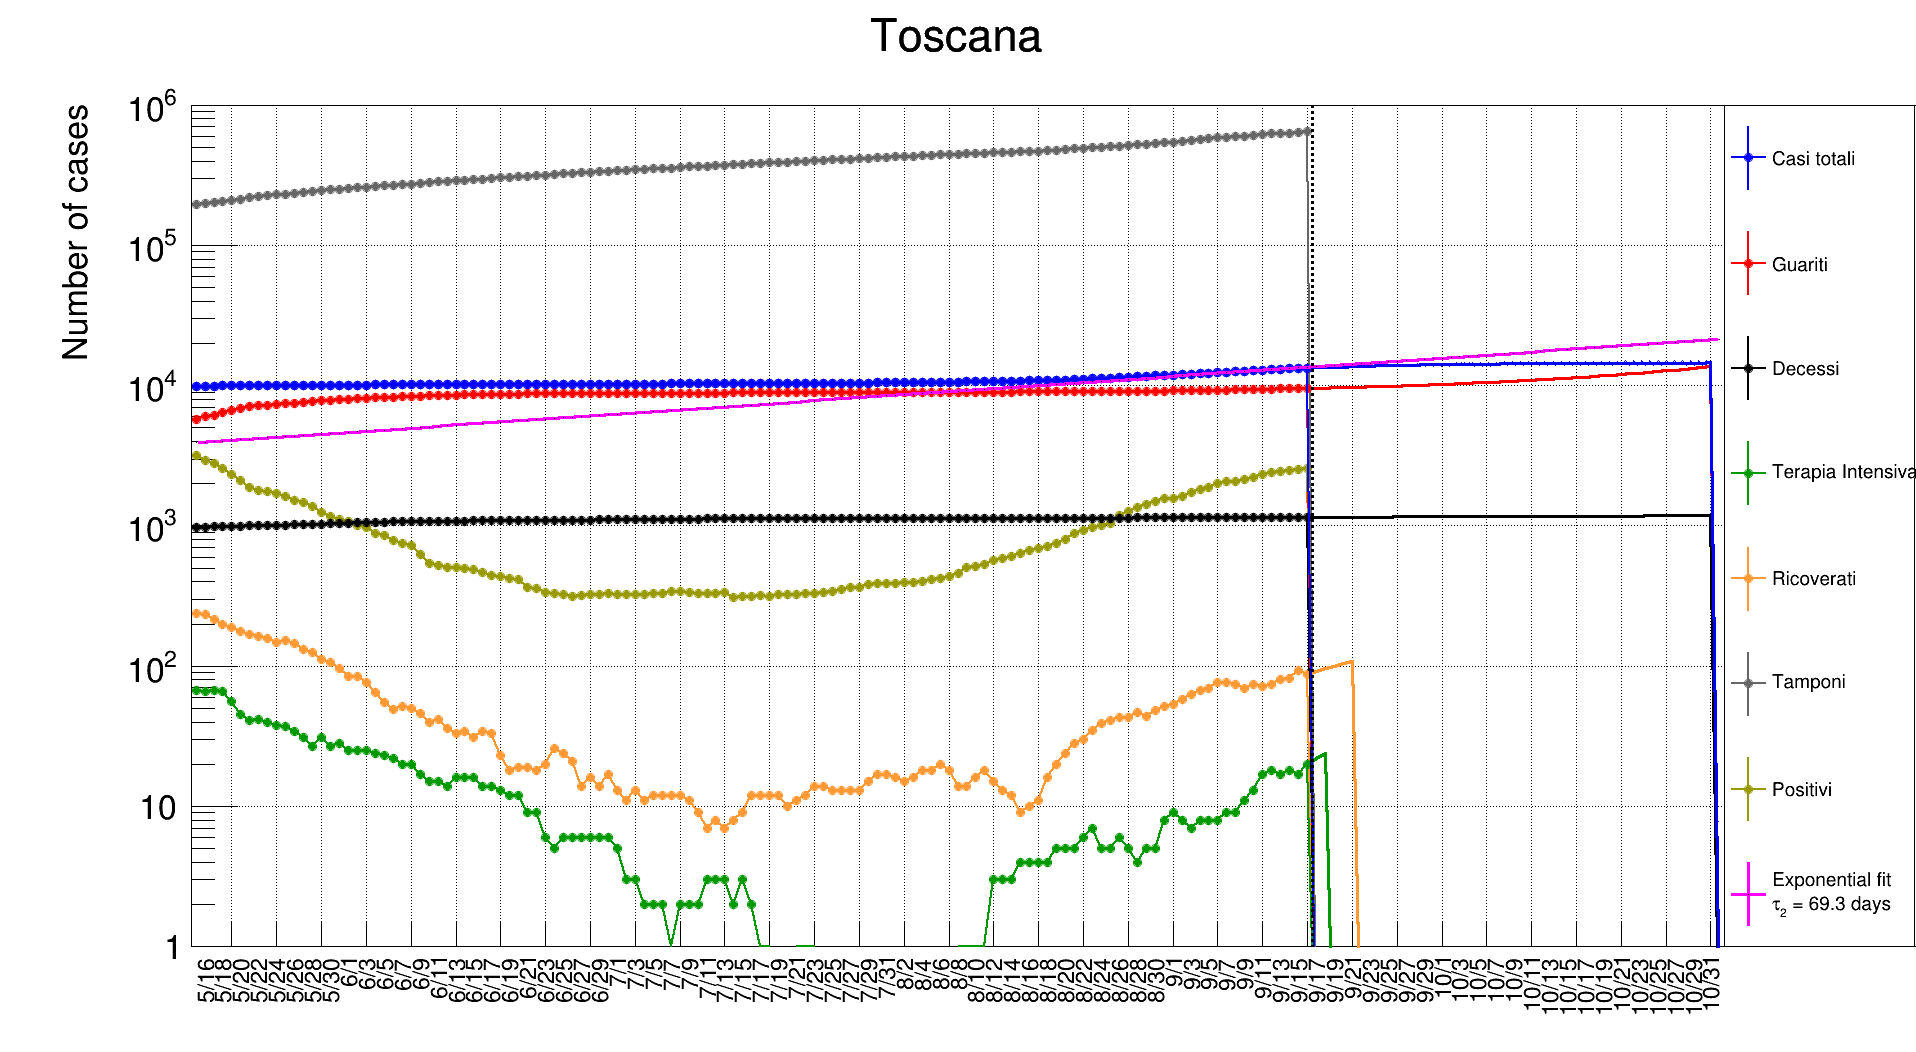 Toscana
Number of cases
10^6
10^5
10^4
10^3
10^2
10
1
5/16 5/18 5/20 5/22 5/24 5/26 5/28 5/30 6/1 6/3 6/5 6/7 6/9 6/11 6/13 6/15 6/17 6/19 6/21 6/23 6/25 6/27 6/29 7/1 7/3 7/5 7/7 7/9 7/11 7/13 7/15 7/17 7/19 7/21 7/23 7/25 7/27 7/29 7/31 8/2 8/4 8/6 8/8 8/10 8/12 8/14 8/16 8/18 8/20 8/22 8/24 8/26 8/28 8/30 9/1 9/3 9/5 9/7 9/9 9/11 9/13 9/15 9/17 9/19 9/21 9/23 9/25 9/27 9/29 10/1 10/3 10/5 10/7 10/9 10/11 10/13 10/15 10/17 10/19 10/21 10/23 10/25 10/27 10/29 10/31
Casi totali
Guariti
Decessi
Terapia Intensiva
Ricoverati
Tamponi
Positivi
Exponential fit
τ₂ = 69.3 days